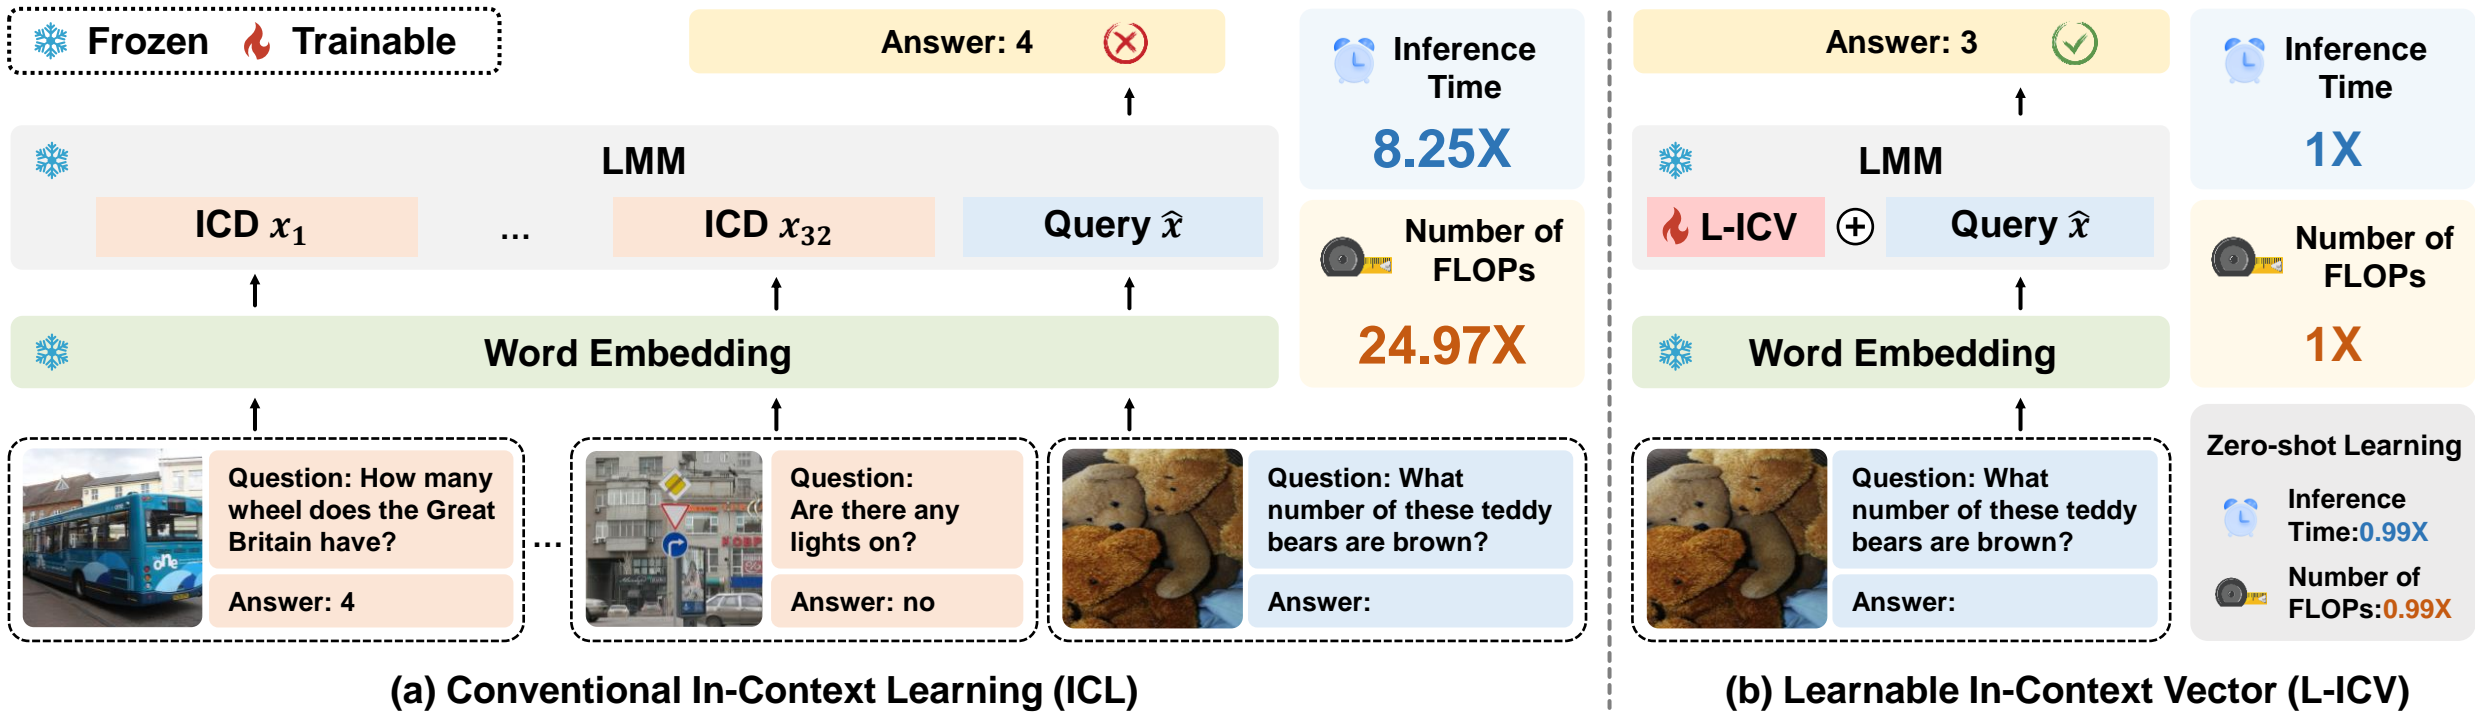 Frozen Trainable
Answer: 4
Inference
Time
8.25X
LMM
ICD x₁
...
ICD x₃₂
Query x̂
Number of
FLOPs
24.97X
Word Embedding
Question: How many
wheel does the Great
Britain have?
Answer: 4
one
...
Question:
Are there any
lights on?
Answer: no
Question: What
number of these teddy
bears are brown?
Answer:
(a) Conventional In-Context Learning (ICL)
Answer: 3
Inference
Time
1X
LMM
L-ICV + Query x̂
Number of
FLOPs
1X
Word Embedding
Question: What
number of these teddy
bears are brown?
Answer:
Zero-shot Learning
Inference
Time:0.99X
Number of
FLOPs:0.99X
(b) Learnable In-Context Vector (L-ICV)